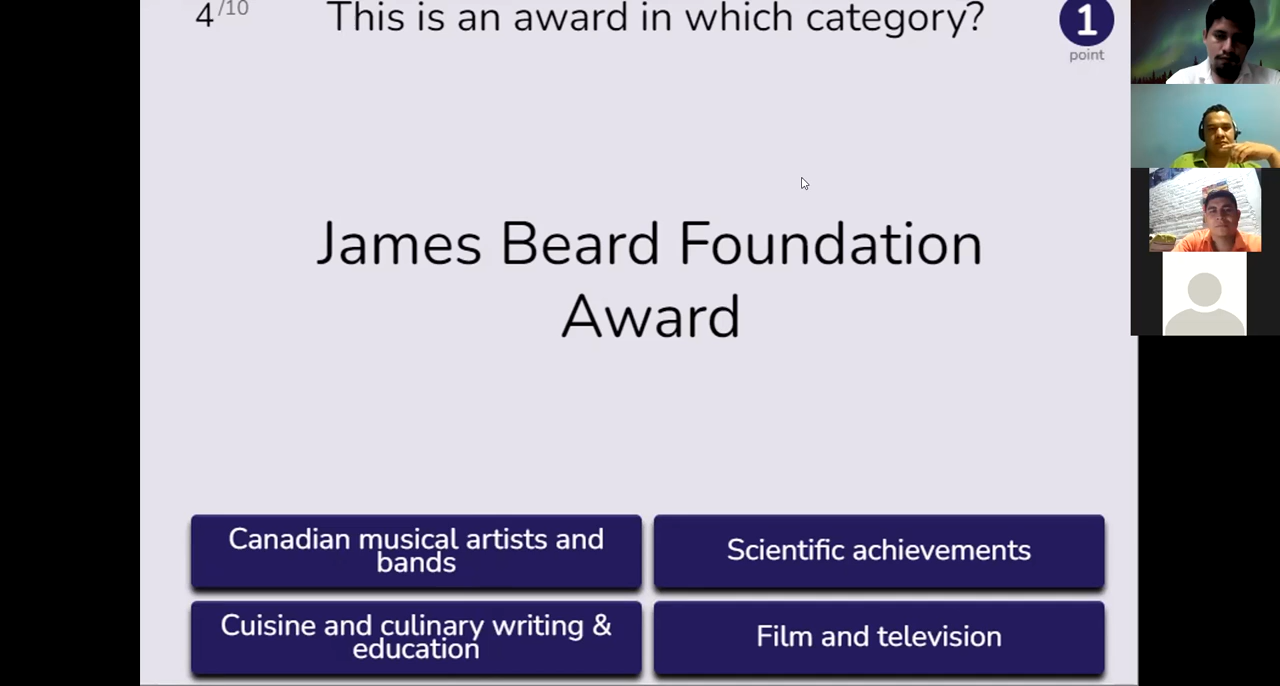 4/10
This is an award in which category?
1
point
James Beard Foundation
Award
Canadian musical artists and
bands
Scientific achievements
Cuisine and culinary writing &
education
Film and television